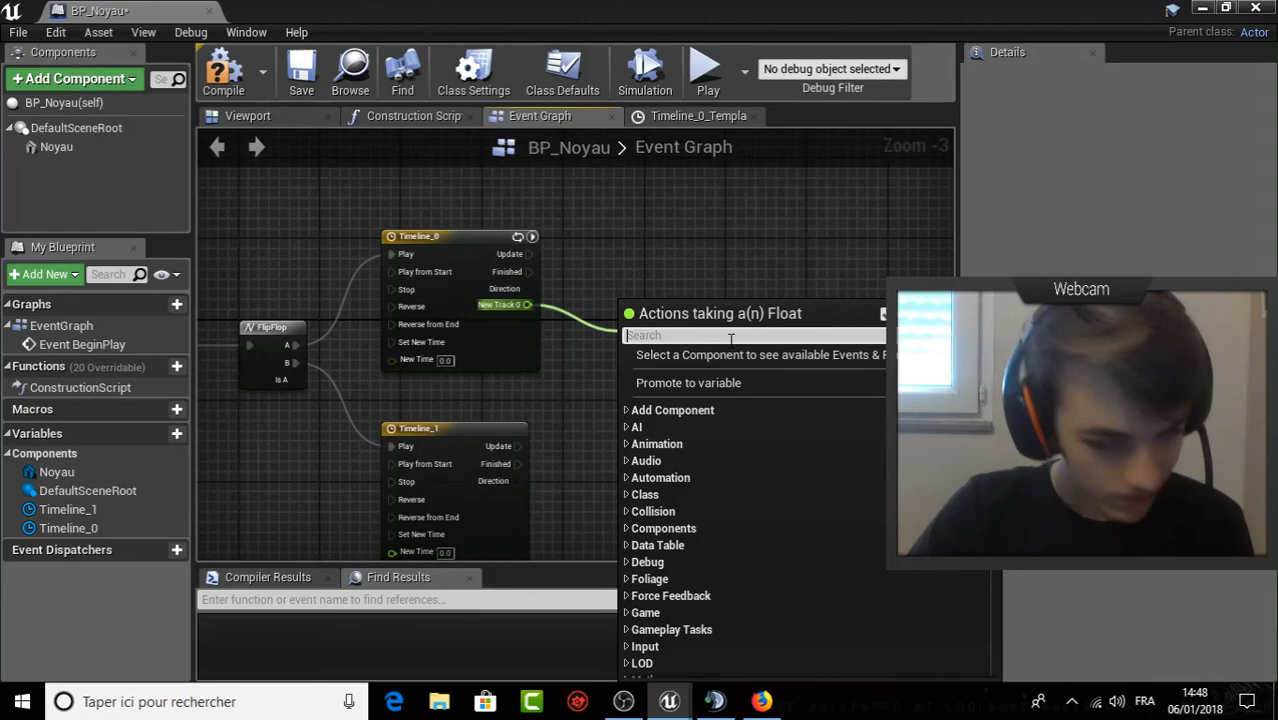 BP_Noyau•
File Edit Asset View Debug Window Help
Parent class: Actor
Components
+ Add Component
Se
BP_Noyau(self)
DefaultSceneRoot
Noyau
Compile
Save
Browse
Find
Class Settings
Class Defaults
Simulation
Play
No debug object selected
Debug Filter
Details
Viewport
Construction Scrip
Event Graph
Timeline_0_Templa
BP_Noyau > Event Graph
Zoom -3
My Blueprint
+ Add New
Search
Graphs
EventGraph
Event BeginPlay
Functions (20 Overridable)
ConstructionScript
Macros
Variables
Components
Noyau
DefaultSceneRoot
Timeline_1
Timeline_0
Event Dispatchers
FlipFlop
A
B
Is A
Timeline_0
Play Update
Play from Start Finished
Stop Direction
Reverse New Track 0
Reverse from End
Set New Time
New Time 0.0
Timeline_1
Play Update
Play from Start Finished
Stop Direction
Reverse
Reverse from End
Set New Time
New Time 0.0
Actions taking a(n) Float
Search
Select a Component to see available Events & F
Promote to variable
Add Component
AI
Animation
Audio
Automation
Class
Collision
Components
Data Table
Debug
Foliage
Force Feedback
Game
Gameplay Tasks
Input
LOD
Webcam
Compiler Results
Find Results
Enter function or event name to find references...
Taper ici pour rechercher
FRA
14:48
06/01/2018